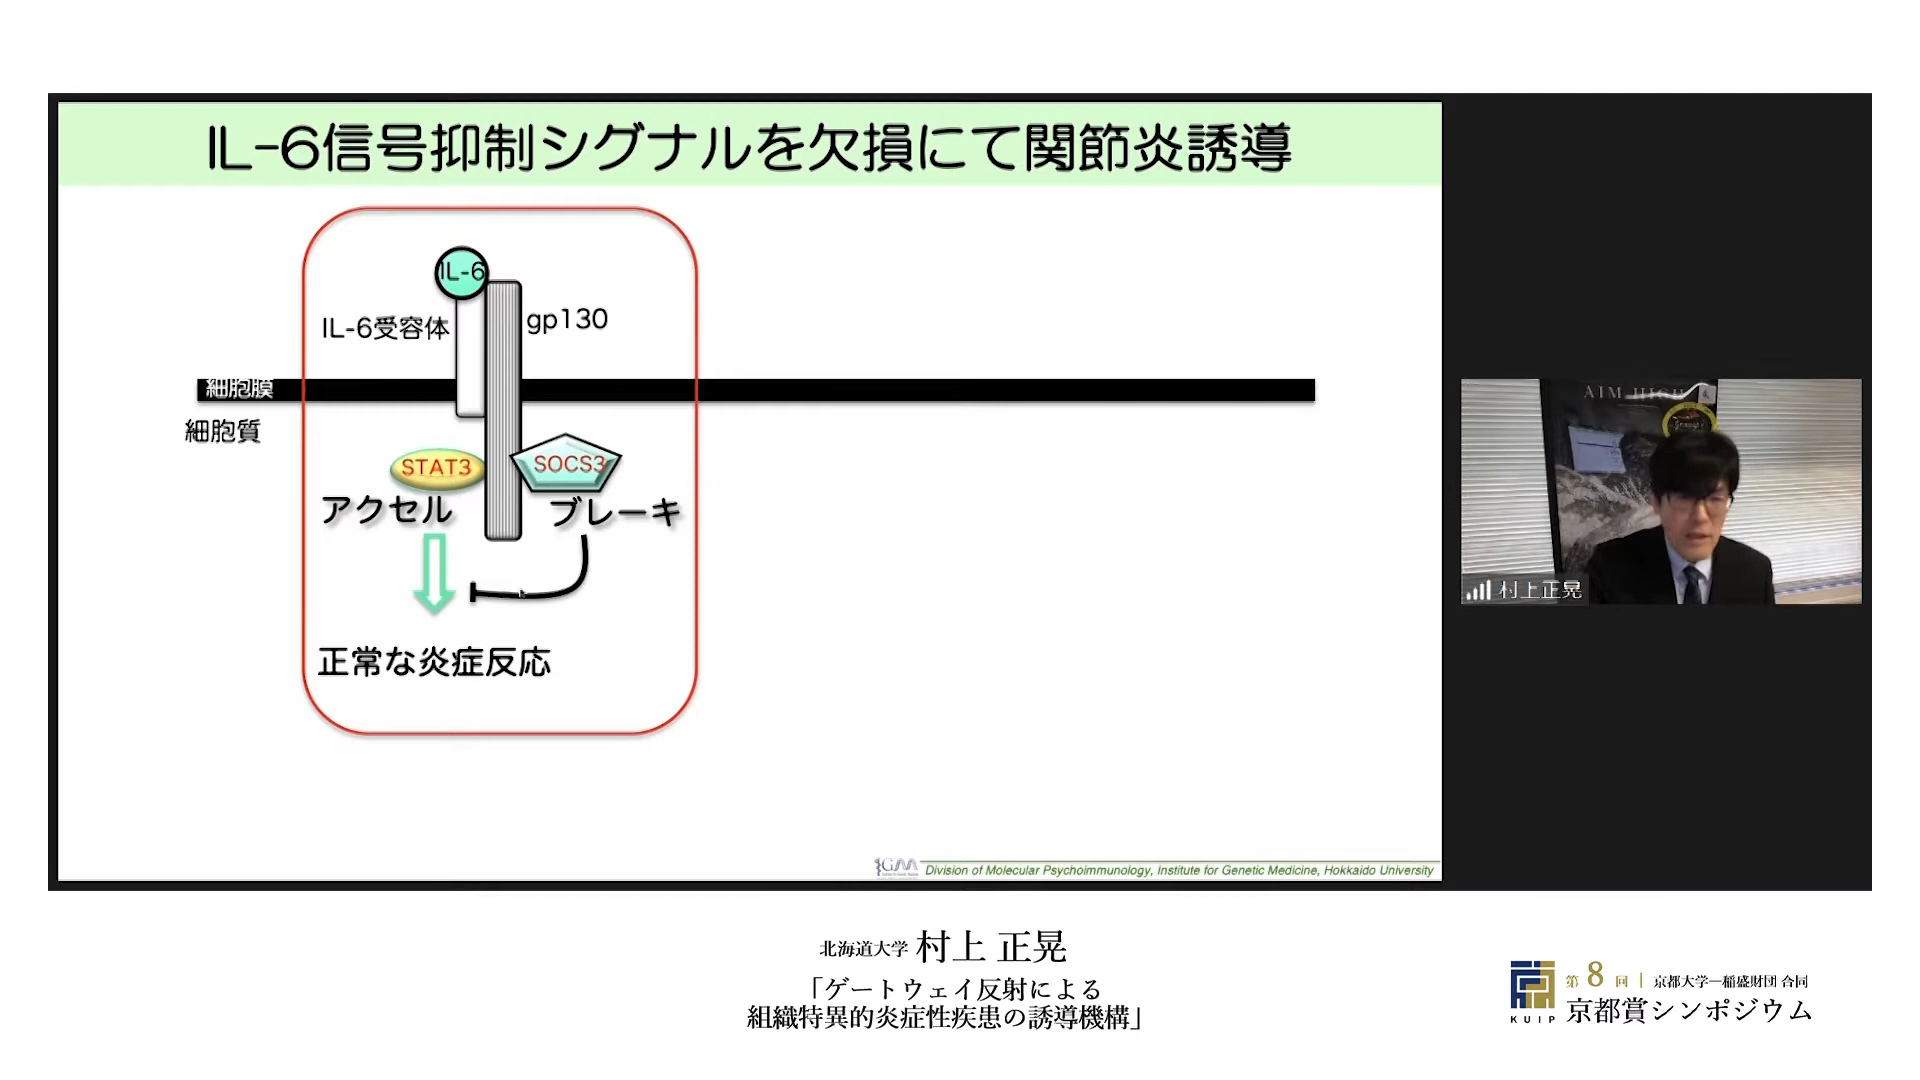 IL-6信号抑制シグナルを欠損にて関節炎誘導
IL-6
IL-6受容体
gp130
細胞膜
細胞質
STAT3
SOCS3
アクセル
ブレーキ
正常な炎症反応
Division of Molecular Psychoimmunology, Institute for Genetic Medicine, Hokkaido University
AIM HIGH
村上正晃
北海道大学 村上 正晃
「ゲートウェイ反射による
組織特異的炎症性疾患の誘導機構」
KUIP
第8回 | 京都大学—稲盛財団 合同
京都賞シンポジウム